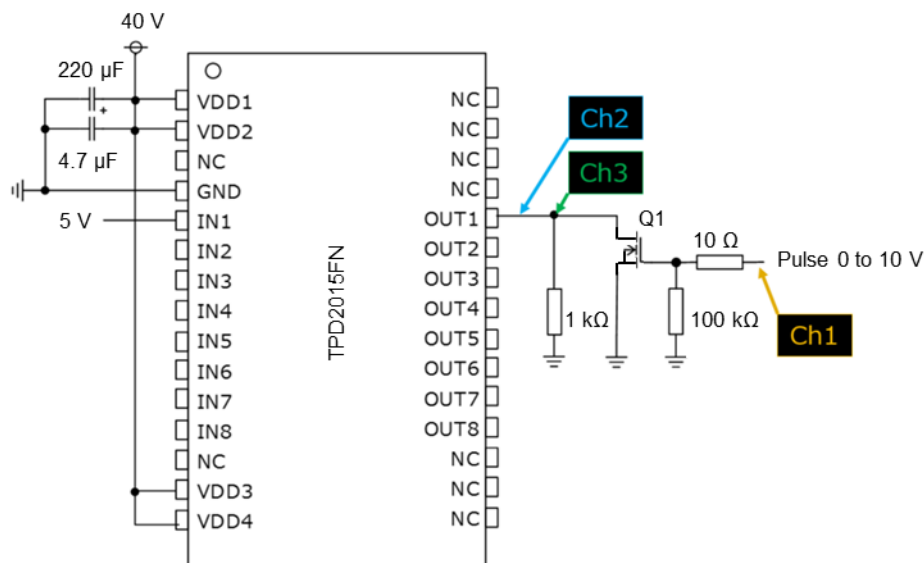 40 V
220 µF
+
4.7 µF
5 V
VDD1
VDD2
NC
GND
IN1
IN2
IN3
IN4
IN5
IN6
IN7
IN8
NC
VDD3
VDD4
TPD2015FN
NC
NC
NC
NC
OUT1
OUT2
OUT3
OUT4
OUT5
OUT6
OUT7
OUT8
NC
NC
NC
Ch2
Ch3
Q1
10 Ω
Pulse 0 to 10 V
1 kΩ
100 kΩ
Ch1